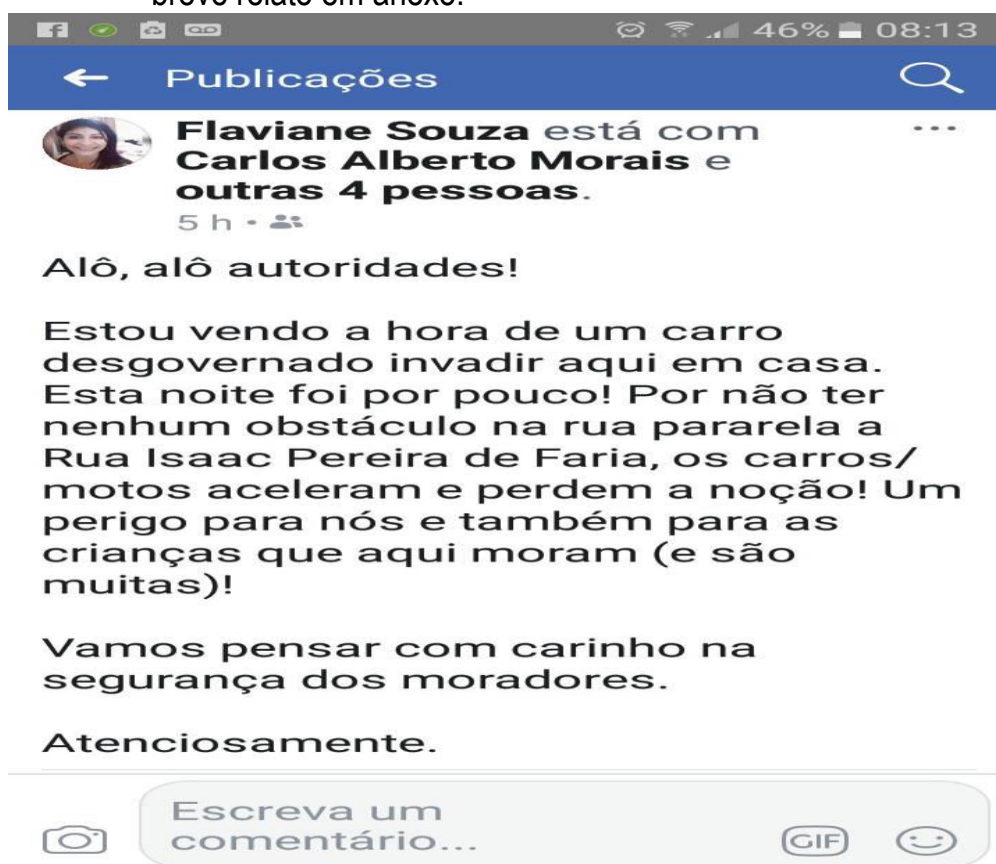 breve relato em anexo.
46% 08:13
Publicações
Flaviane Souza está com
Carlos Alberto Morais e
outras 4 pessoas.
5 h
Alô, alô autoridades!
Estou vendo a hora de um carro
desgovernado invadir aqui em casa.
Esta noite foi por pouco! Por não ter
nenhum obstáculo na rua pararela a
Rua Isaac Pereira de Faria, os carros/
motos aceleram e perdem a noção! Um
perigo para nós e também para as
crianças que aqui moram (e são
muitas)!
Vamos pensar com carinho na
segurança dos moradores.
Atenciosamente.
Escreva um
comentário...
GIF